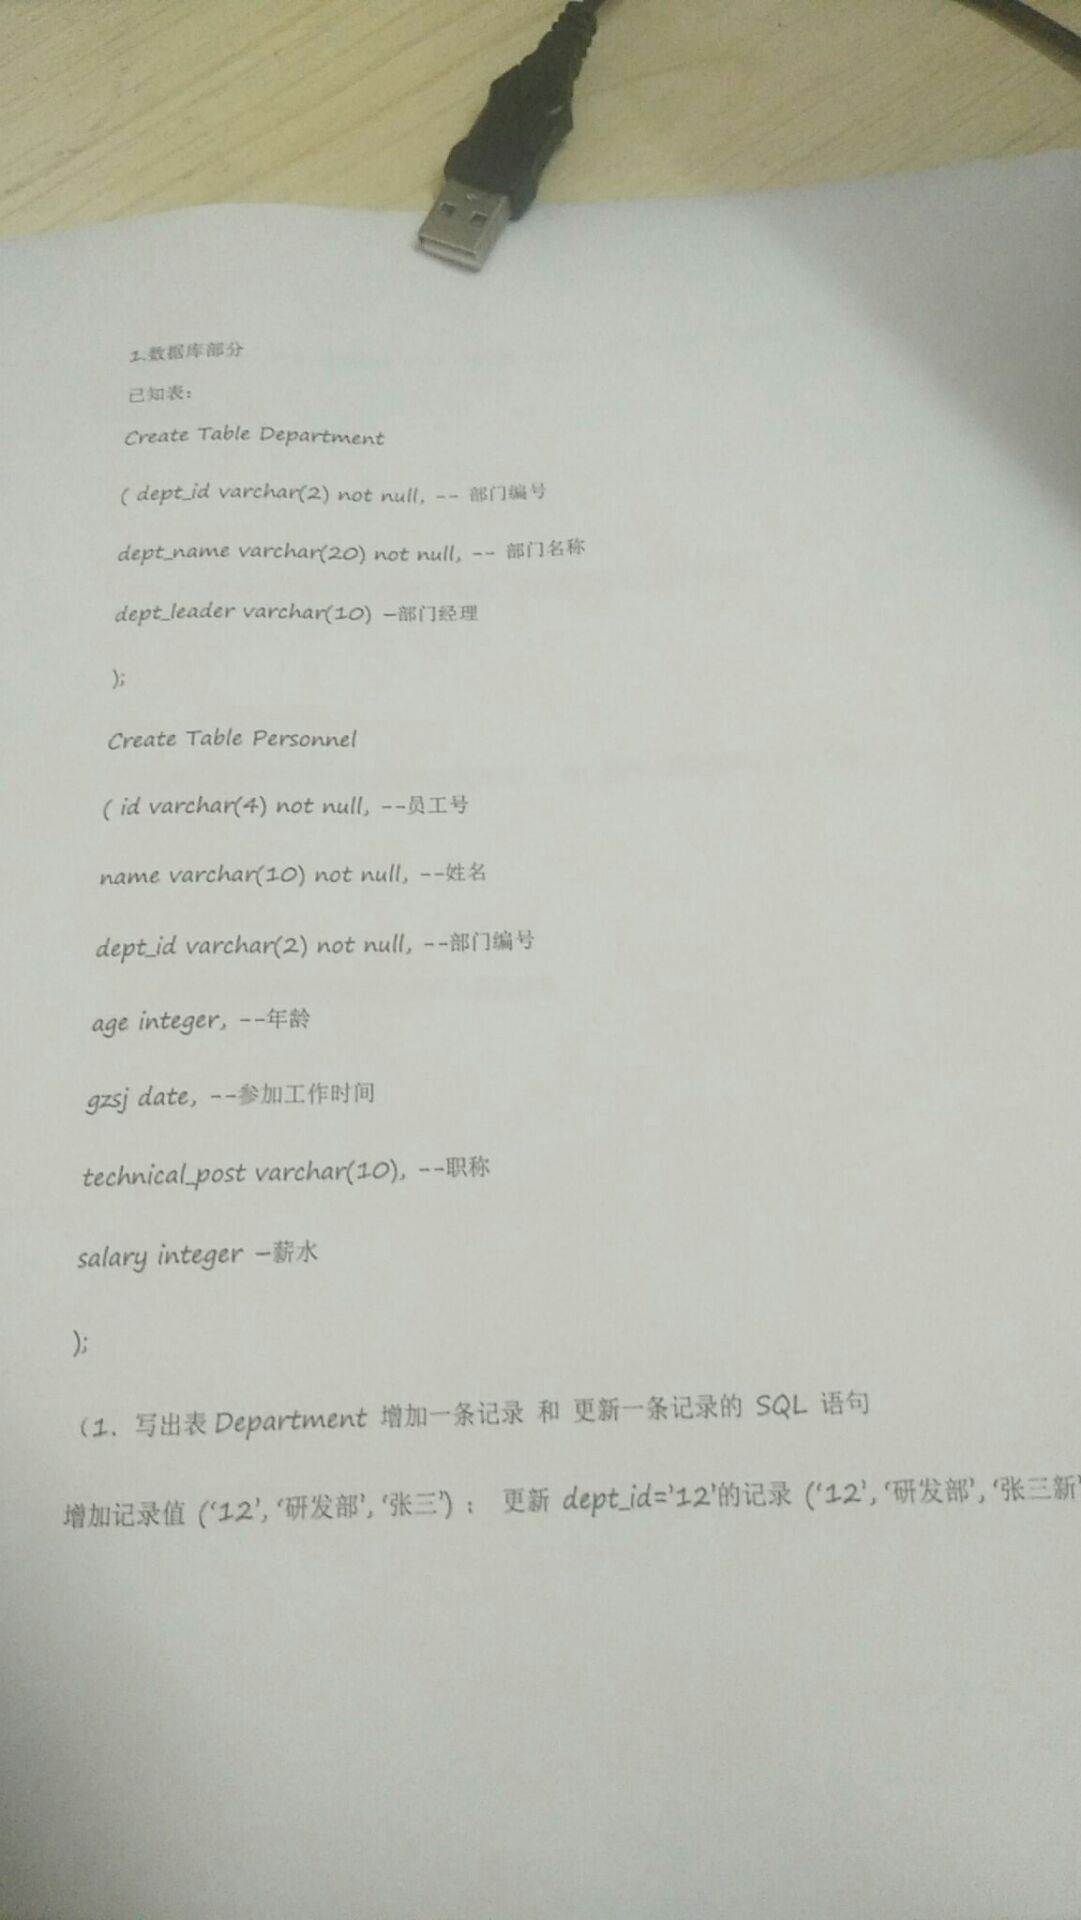 1.数据库部分
已知表：
Create Table Department
( dept_id varchar(2) not null, -- 部门编号
dept_name varchar(20) not null, -- 部门名称
dept_leader varchar(10) –部门经理
);
Create Table Personnel
( id varchar(4) not null, --员工号
name varchar(10) not null, --姓名
dept_id varchar(2) not null, --部门编号
age integer, --年龄
gzsj date, --参加工作时间
technical_post varchar(10), --职称
salary integer –薪水
);
（1. 写出表 Department 增加一条记录 和 更新一条记录的 SQL 语句
增加记录值 (‘12’, ‘研发部’, ‘张三’) ； 更新 dept_id=’12’的记录 (‘12’, ‘研发部’, ‘张三新’